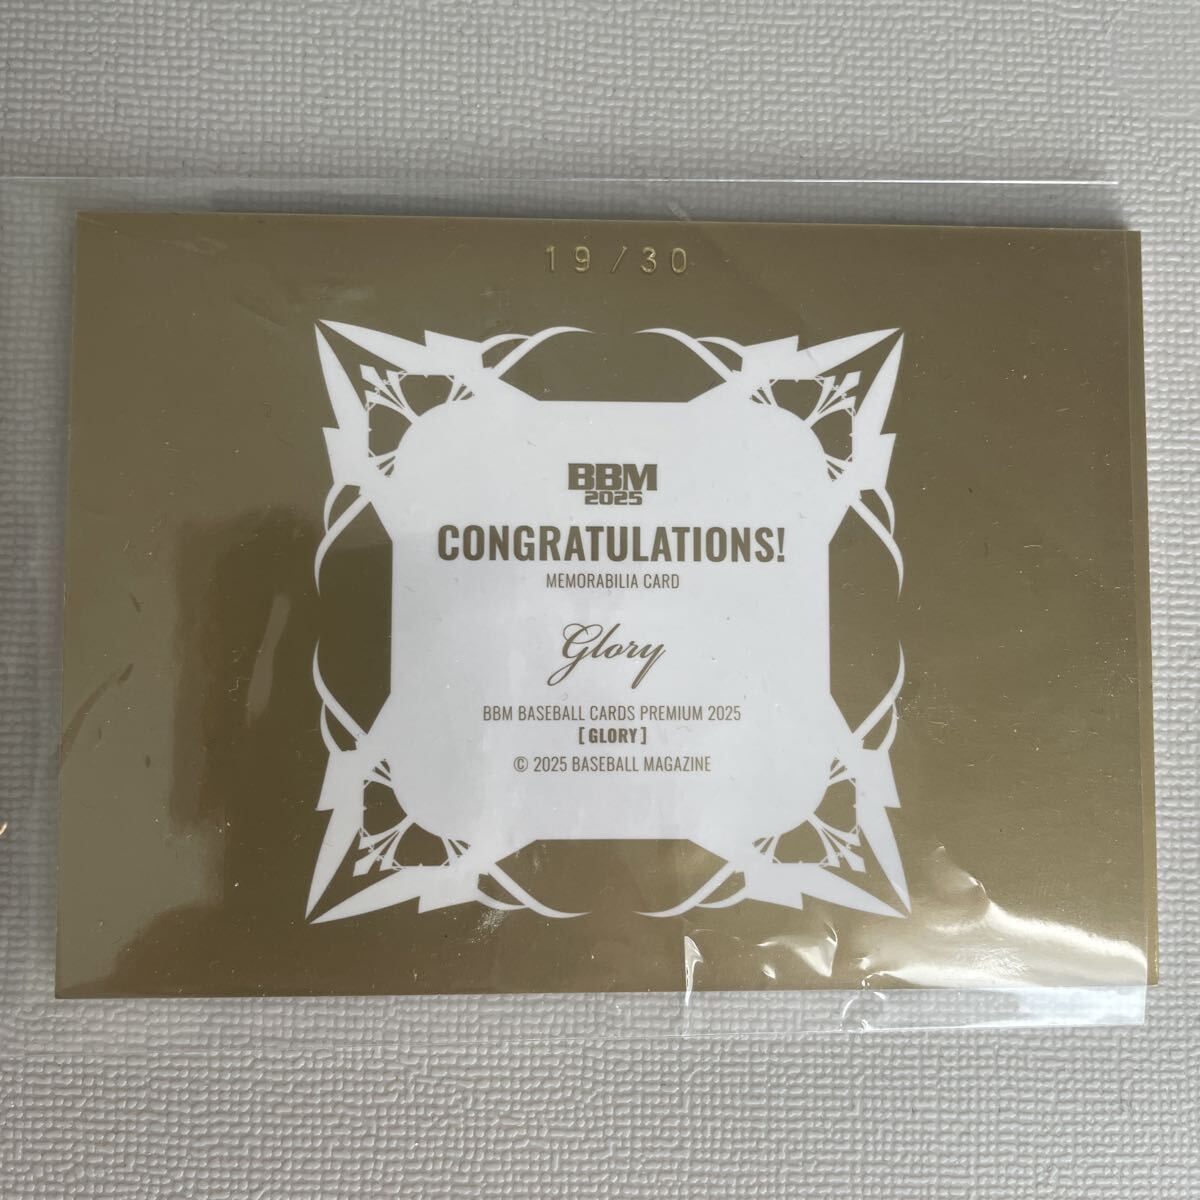 19/30
BBM
2025
CONGRATULATIONS!
MEMORABILIA CARD
Glory
BBM BASEBALL CARDS PREMIUM 2025
[GLORY]
© 2025 BASEBALL MAGAZINE